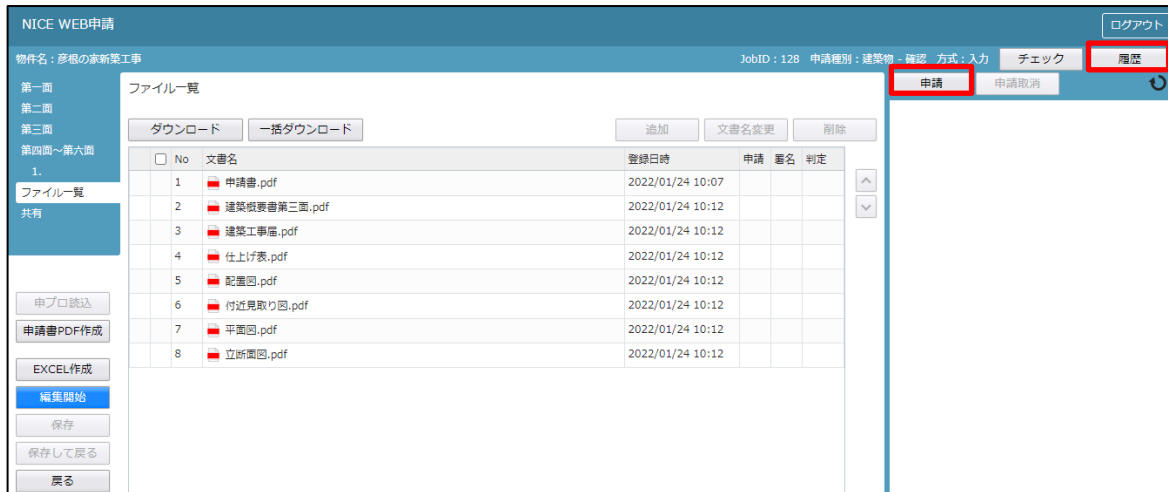 NICE WEB申請
ログアウト
物件名：彦根の家新築工事
JobID：128 申請種別：建築物 - 確認 方式：入力
チェック
履歴
第一面
第二面
第三面
第四面～第六面
1.
ファイル一覧
共有
申プロ読込
申請書PDF作成
EXCEL作成
編集開始
保存
保存して戻る
戻る
ファイル一覧
ダウンロード
一括ダウンロード
追加
文書名変更
削除
No 文書名 登録日時 申請 署名 判定
1 申請書.pdf 2022/01/24 10:07
2 建築概要書第三面.pdf 2022/01/24 10:12
3 建築工事届.pdf 2022/01/24 10:12
4 仕上げ表.pdf 2022/01/24 10:12
5 配置図.pdf 2022/01/24 10:12
6 付近見取り図.pdf 2022/01/24 10:12
7 平面図.pdf 2022/01/24 10:12
8 立断面図.pdf 2022/01/24 10:12
申請
申請取消